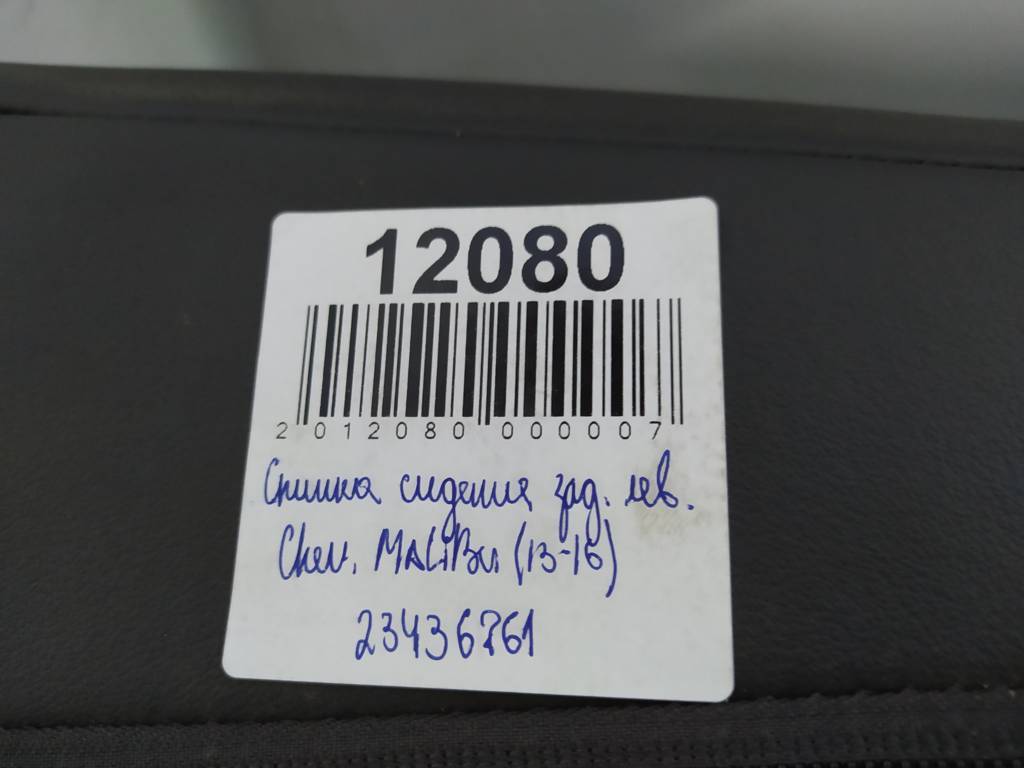 12080
2 012080 000007
Спинка сидения зад. лев.
Chev. MALiBu (13-16)
23436761